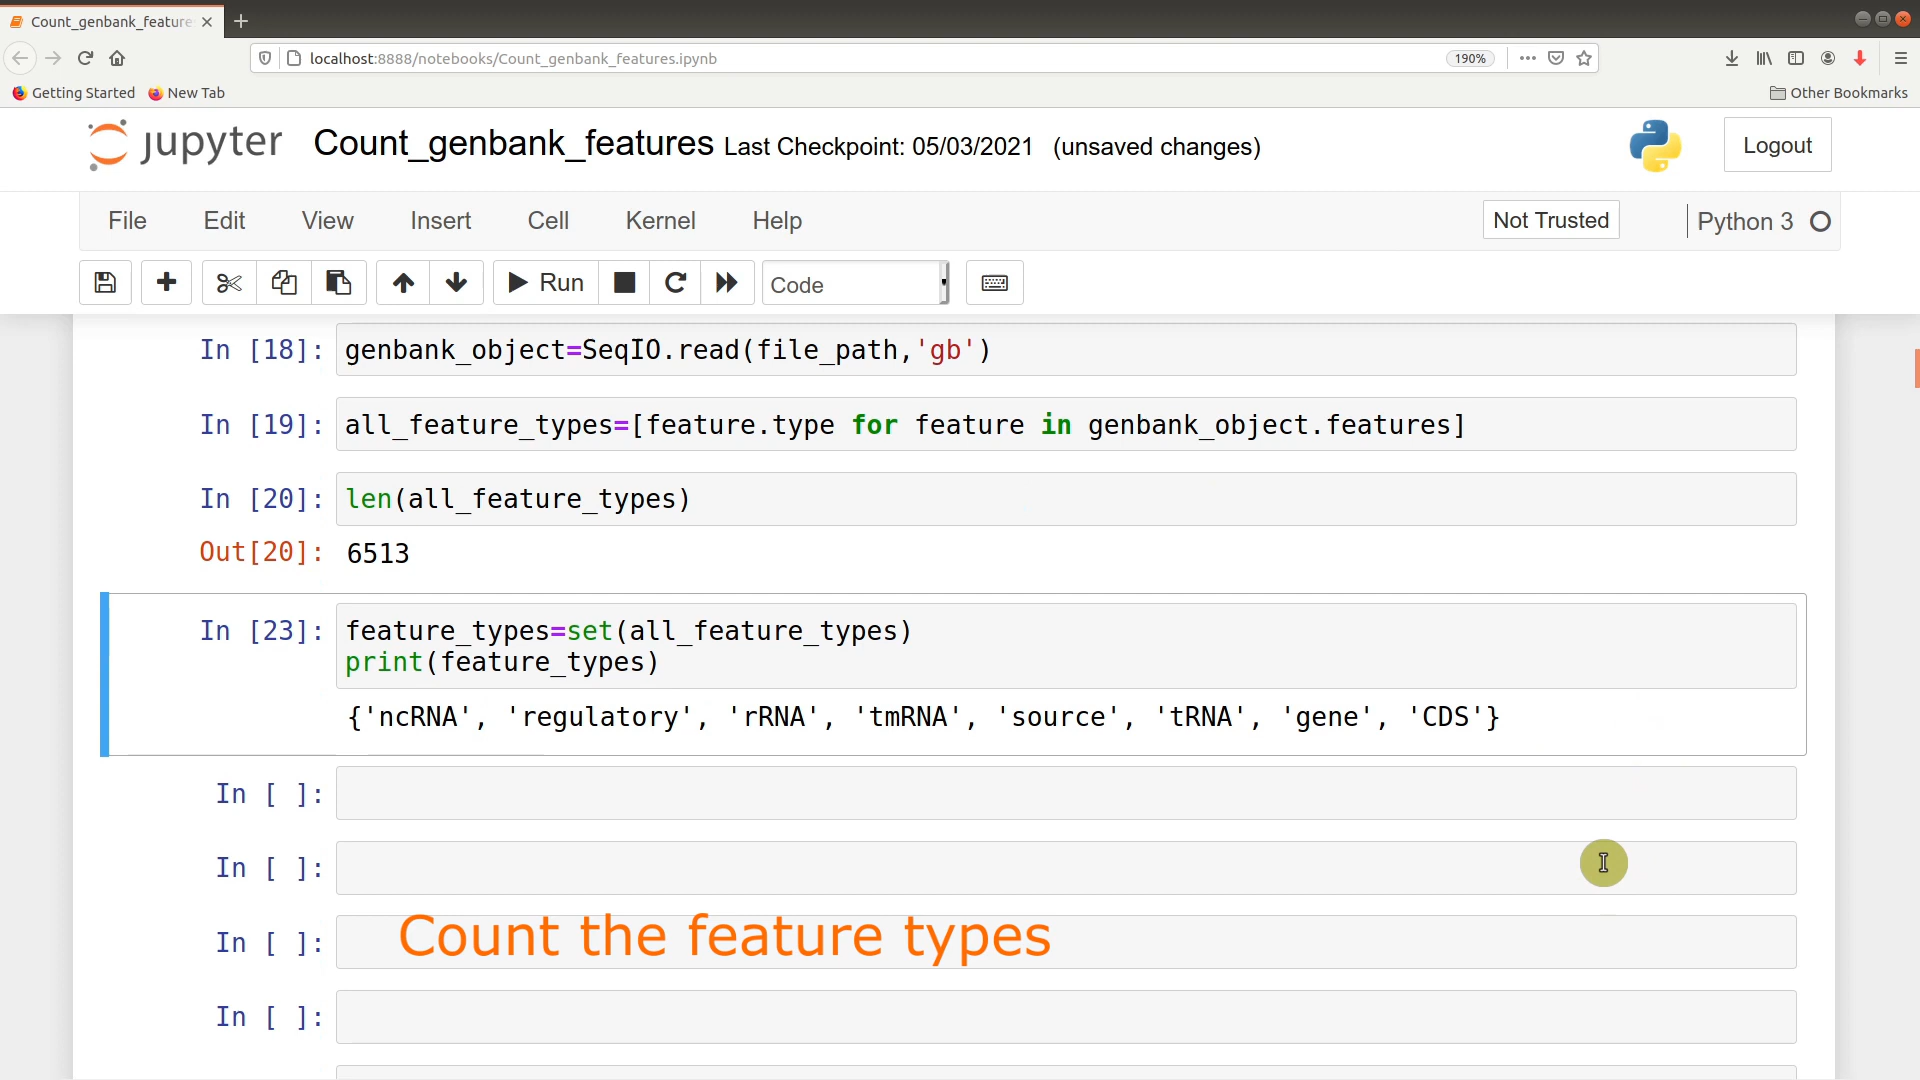 Count_genbank_feature
localhost:8888/notebooks/Count_genbank_features.ipynb
190%
Getting Started
New Tab
Other Bookmarks
jupyter
Count_genbank_features Last Checkpoint: 05/03/2021 (unsaved changes)
Logout
File Edit View Insert Cell Kernel Help
Not Trusted
Python 3
Run
Code
In [18]: genbank_object=SeqIO.read(file_path,'gb')
In [19]: all_feature_types=[feature.type for feature in genbank_object.features]
In [20]: len(all_feature_types)
Out[20]: 6513
In [23]: feature_types=set(all_feature_types)
print(feature_types)
{'ncRNA', 'regulatory', 'rRNA', 'tmRNA', 'source', 'tRNA', 'gene', 'CDS'}
In [ ]:
In [ ]:
In [ ]:
Count the feature types
In [ ]: